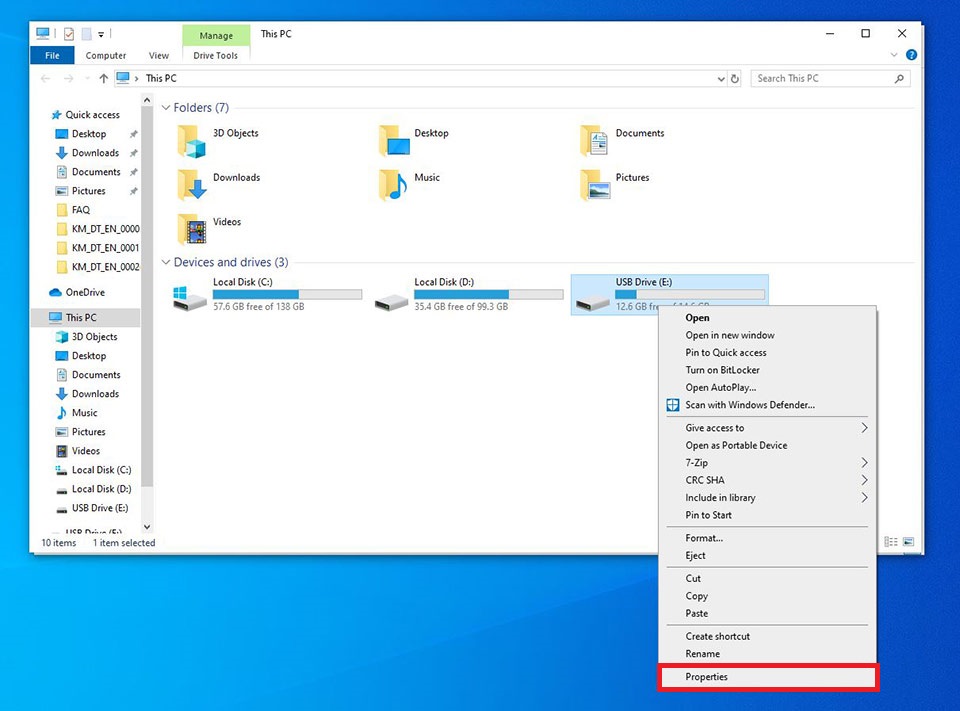 Manage
This PC
File
Computer
View
Drive Tools
This PC
Search This PC
Quick access
Desktop
Downloads
Documents
Pictures
FAQ
KM_DT_EN_0000
KM_DT_EN_0001
KM_DT_EN_0002
OneDrive
This PC
3D Objects
Desktop
Documents
Downloads
Music
Pictures
Videos
Local Disk (C:)
Local Disk (D:)
USB Drive (E:)
USB Drive (E:)
10 items
1 item selected
Folders (7)
3D Objects
Desktop
Documents
Downloads
Music
Pictures
Videos
Devices and drives (3)
Local Disk (C:)
57.6 GB free of 138 GB
Local Disk (D:)
35.4 GB free of 99.3 GB
USB Drive (E:)
12.6 GB
Open
Open in new window
Pin to Quick access
Turn on BitLocker
Open AutoPlay...
Scan with Windows Defender...
Give access to
Open as Portable Device
7-Zip
CRC SHA
Include in library
Pin to Start
Format...
Eject
Cut
Copy
Paste
Create shortcut
Rename
Properties